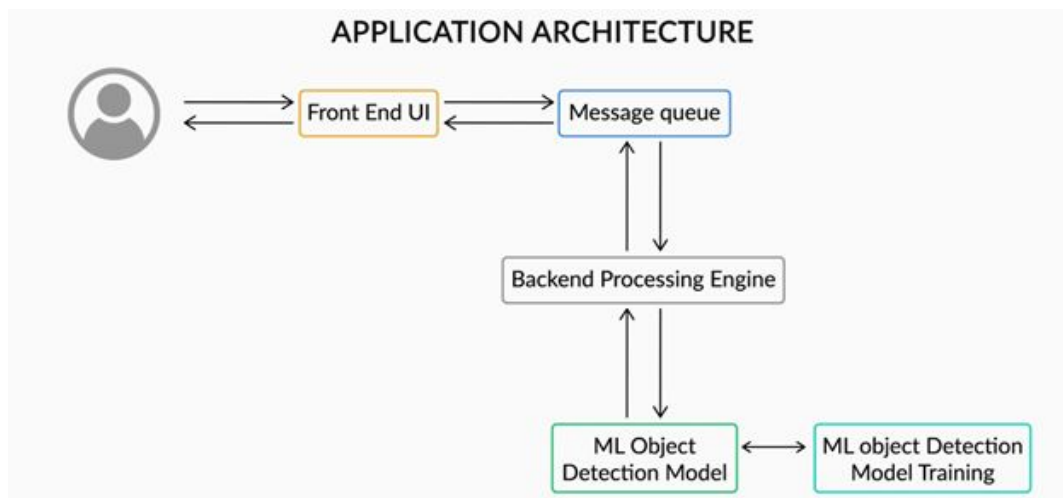 APPLICATION ARCHITECTURE
Front End UI
Message queue
Backend Processing Engine
ML Object
Detection Model
ML object Detection
Model Training